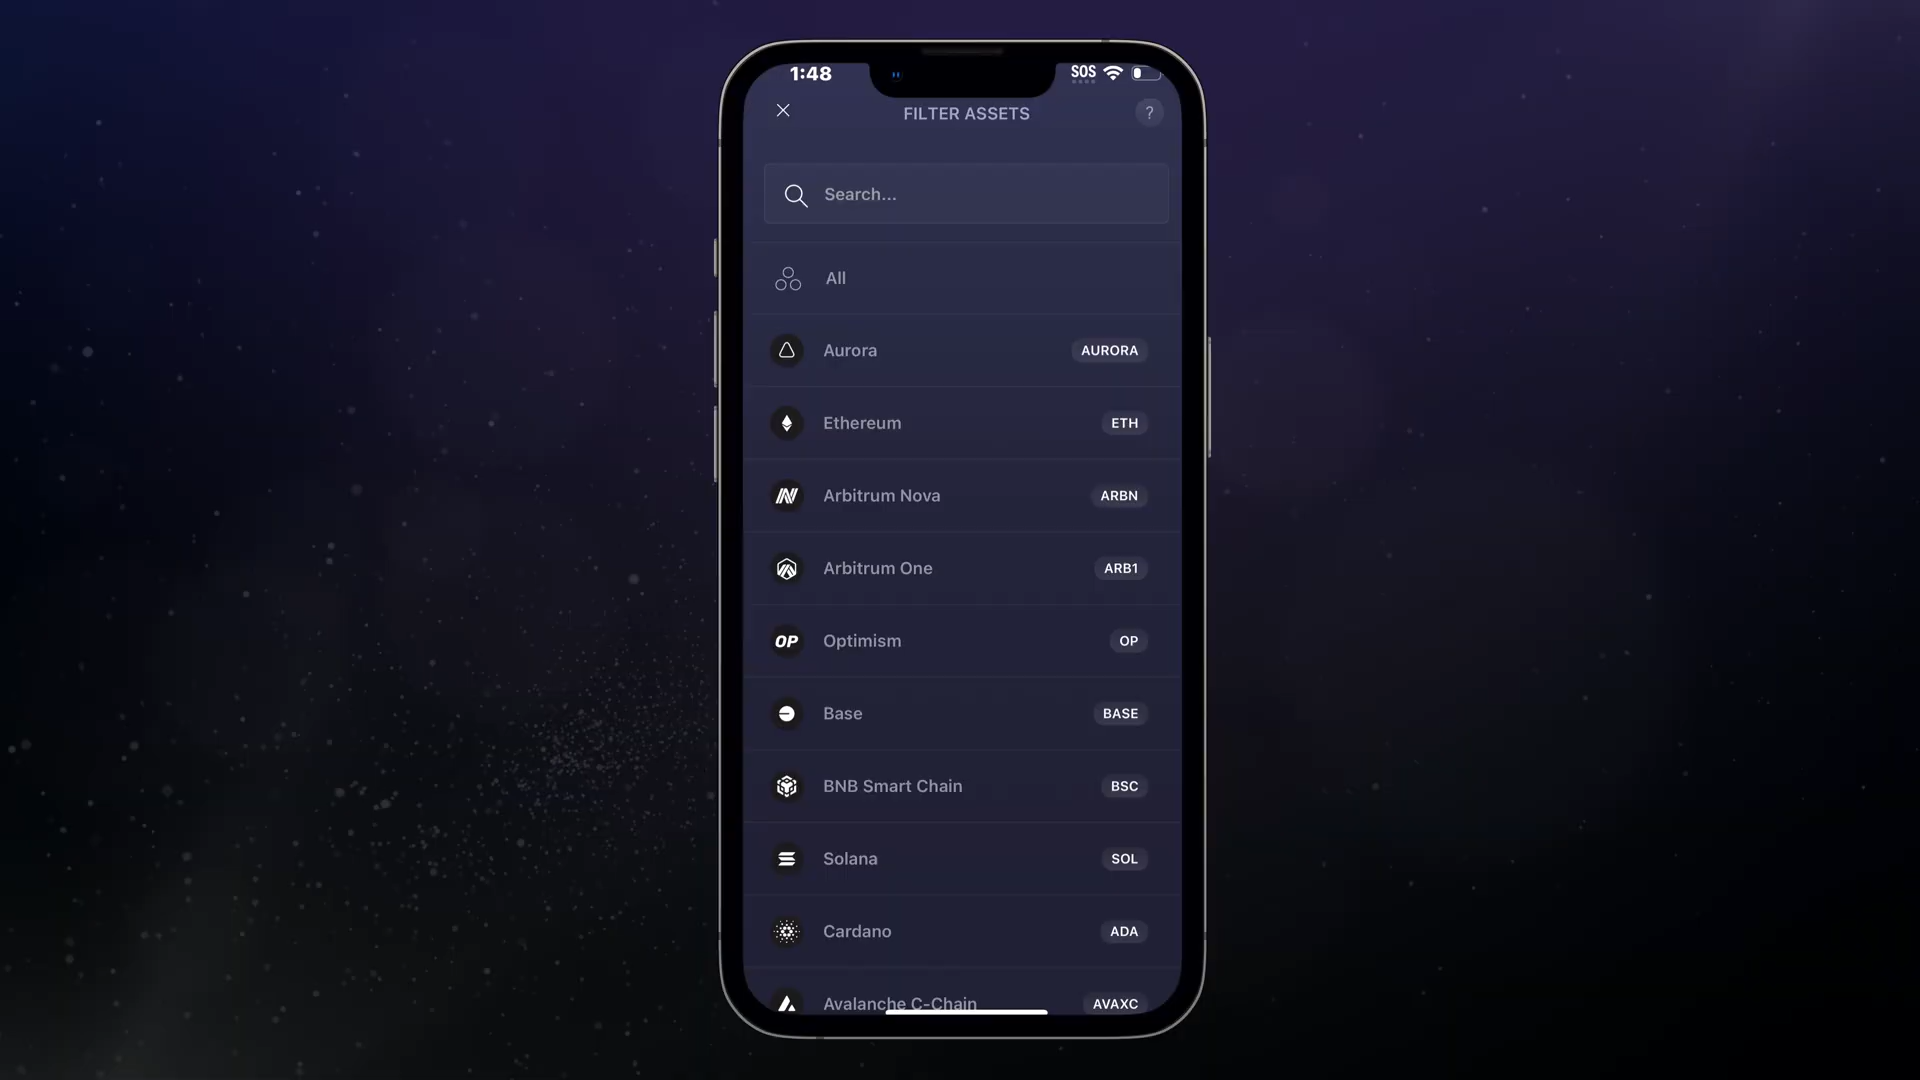 1:48
SOS
FILTER ASSETS
?
Search...
All
Aurora AURORA
Ethereum ETH
Arbitrum Nova ARBN
Arbitrum One ARB1
OP Optimism OP
Base BASE
BNB Smart Chain BSC
Solana SOL
Cardano ADA
Avalanche C-Chain AVAXC